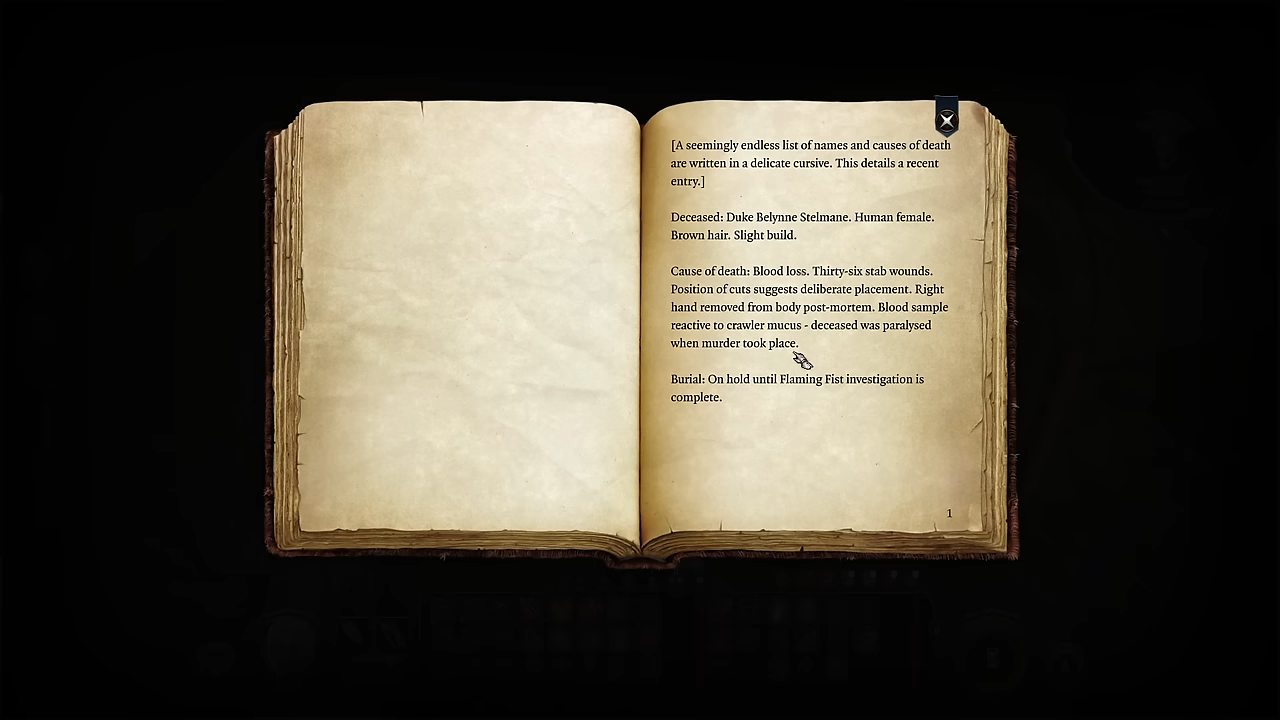 [A seemingly endless list of names and causes of death
are written in a delicate cursive. This details a recent
entry.]
Deceased: Duke Belynne Stelmane. Human female.
Brown hair. Slight build.
Cause of death: Blood loss. Thirty-six stab wounds.
Position of cuts suggests deliberate placement. Right
hand removed from body post-mortem. Blood sample
reactive to crawler mucus - deceased was paralysed
when murder took place.
Burial: On hold until Flaming Fist investigation is
complete.
1